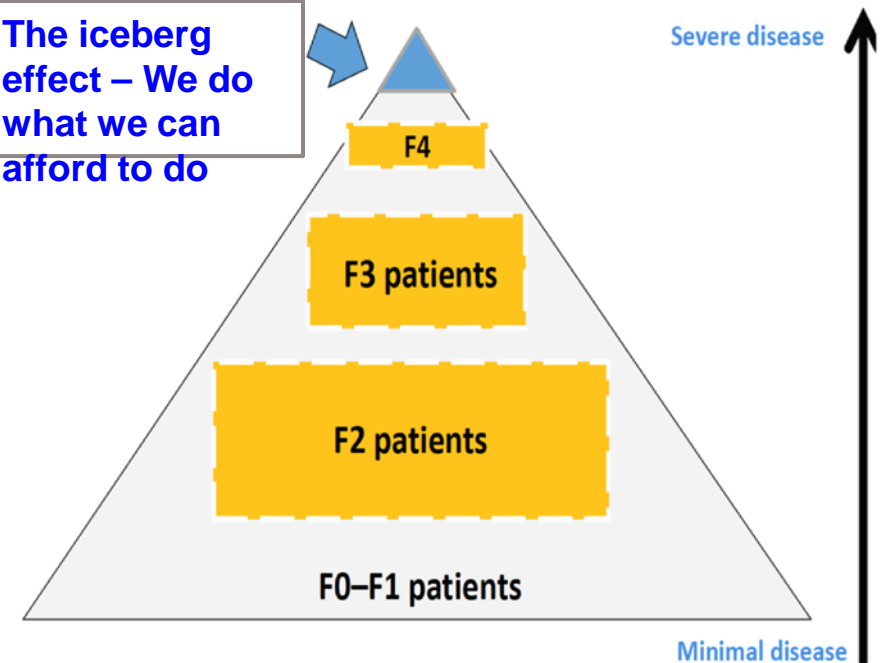 The iceberg
effect – We do
what we can
afford to do
Severe disease
F4
F3 patients
F2 patients
F0–F1 patients
Minimal disease